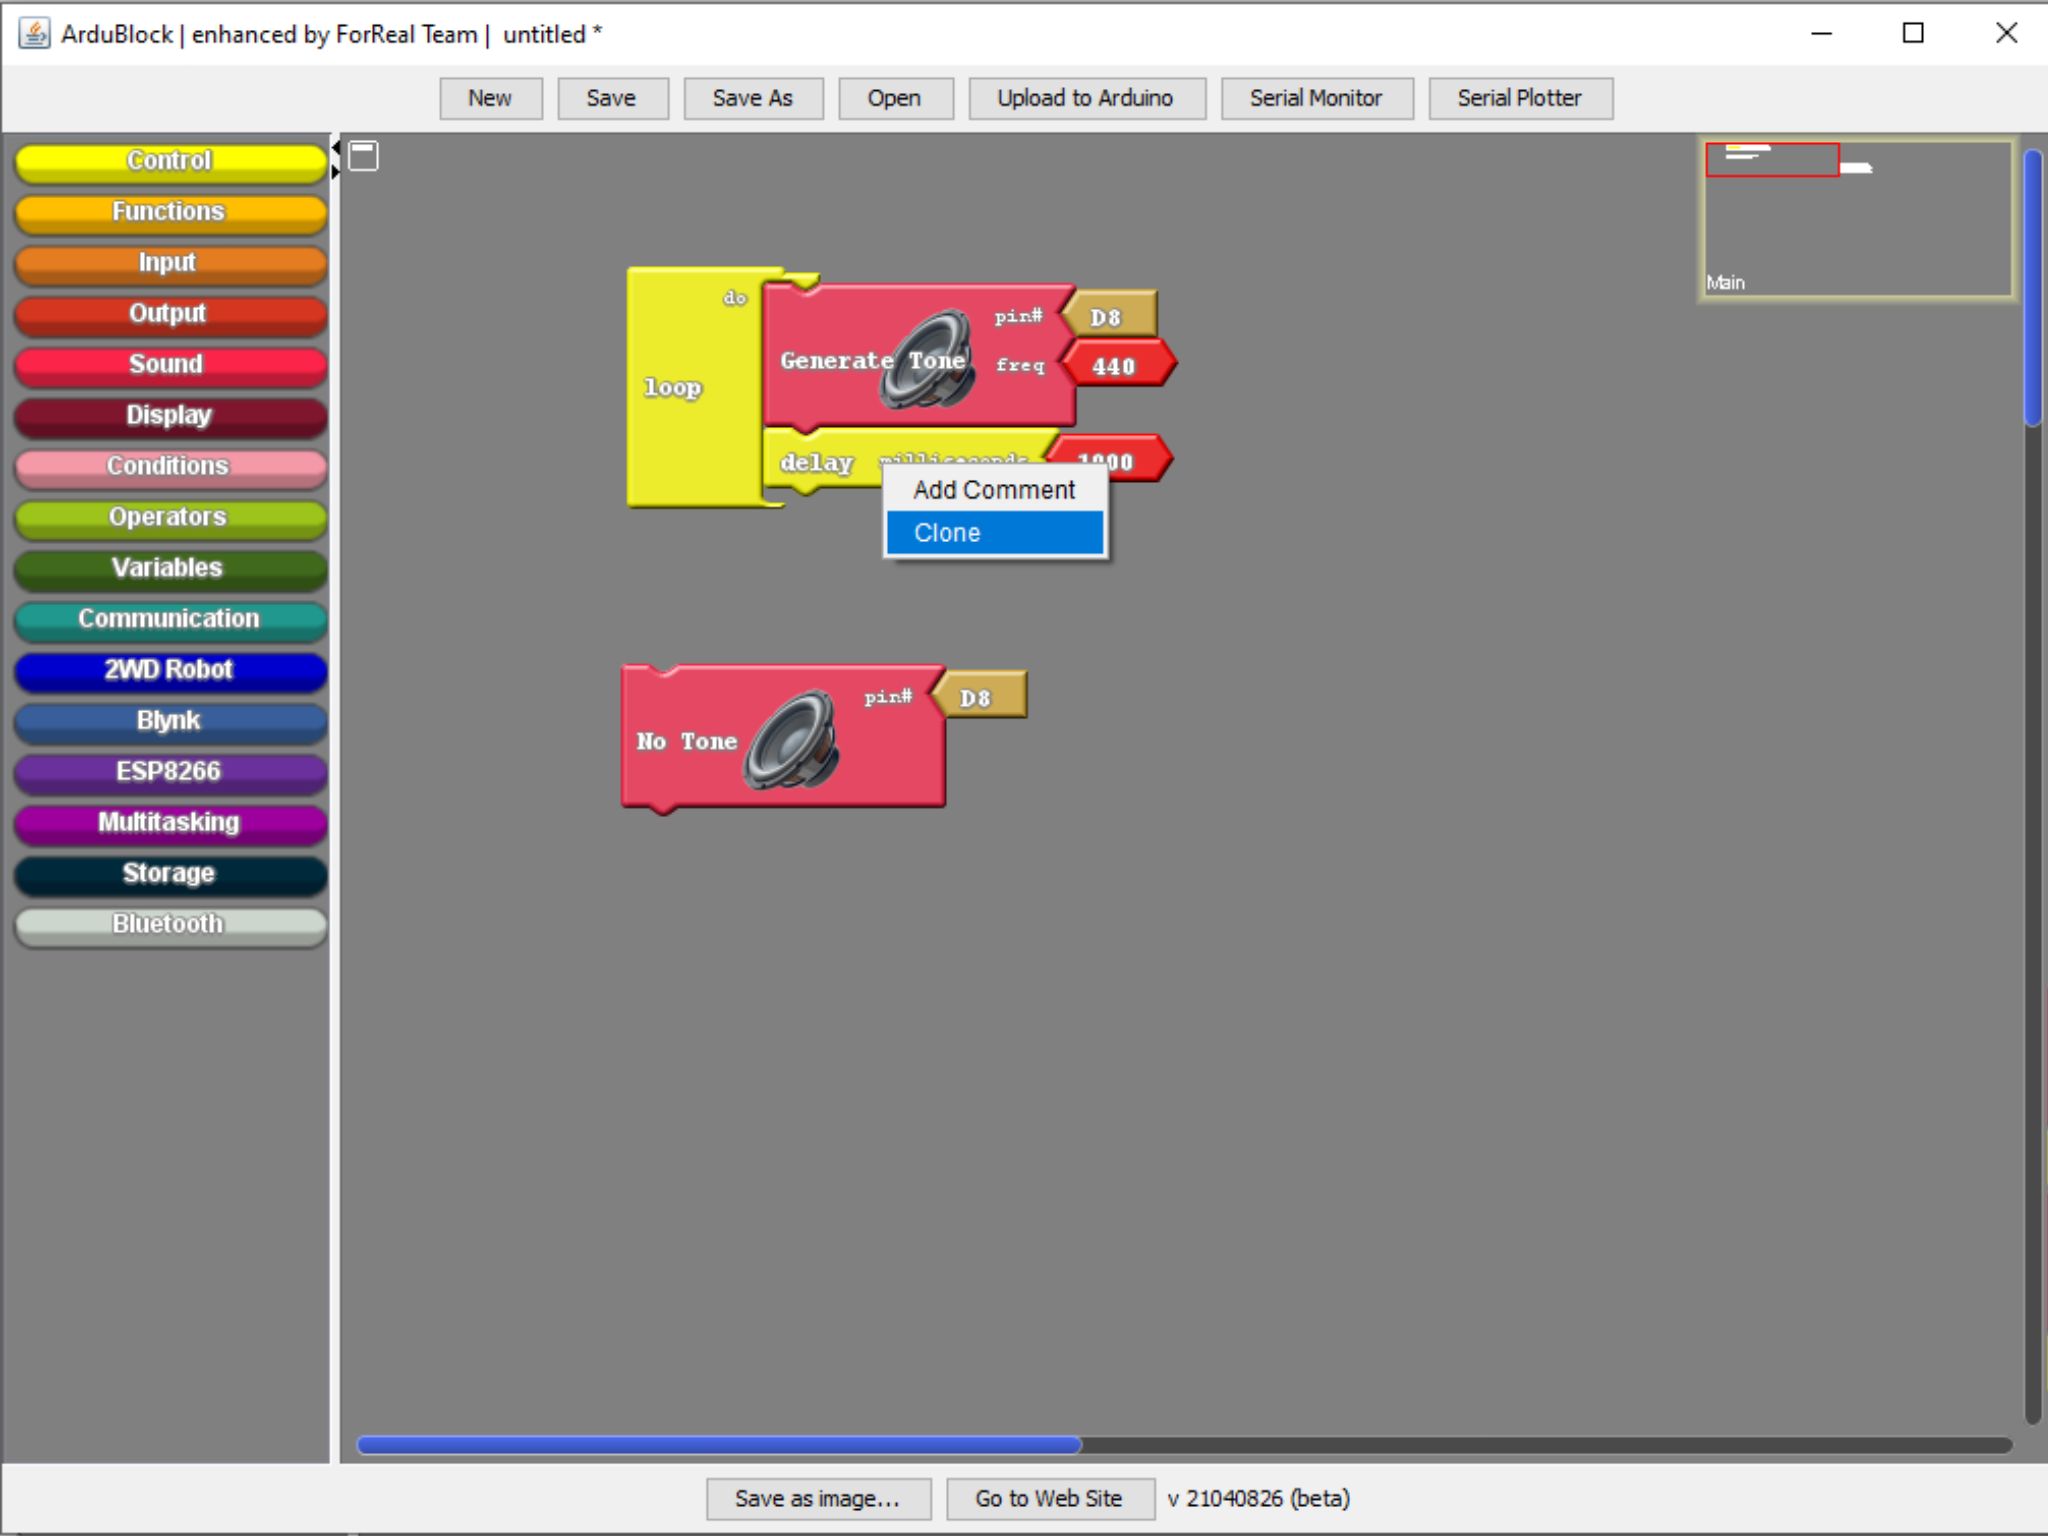 ArduBlock | enhanced by ForReal Team | untitled *
New Save Save As Open Upload to Arduino Serial Monitor Serial Plotter
Control
Functions
Input
Output
Sound
Display
Conditions
Operators
Variables
Communication
2WD Robot
Blynk
ESP8266
Multitasking
Storage
Bluetooth
Main
loop
do
Generate Tone
pin# D8
freq 440
delay milliseconds 1000
Add Comment
Clone
No Tone
pin# D8
Save as image... Go to Web Site v 21040826 (beta)